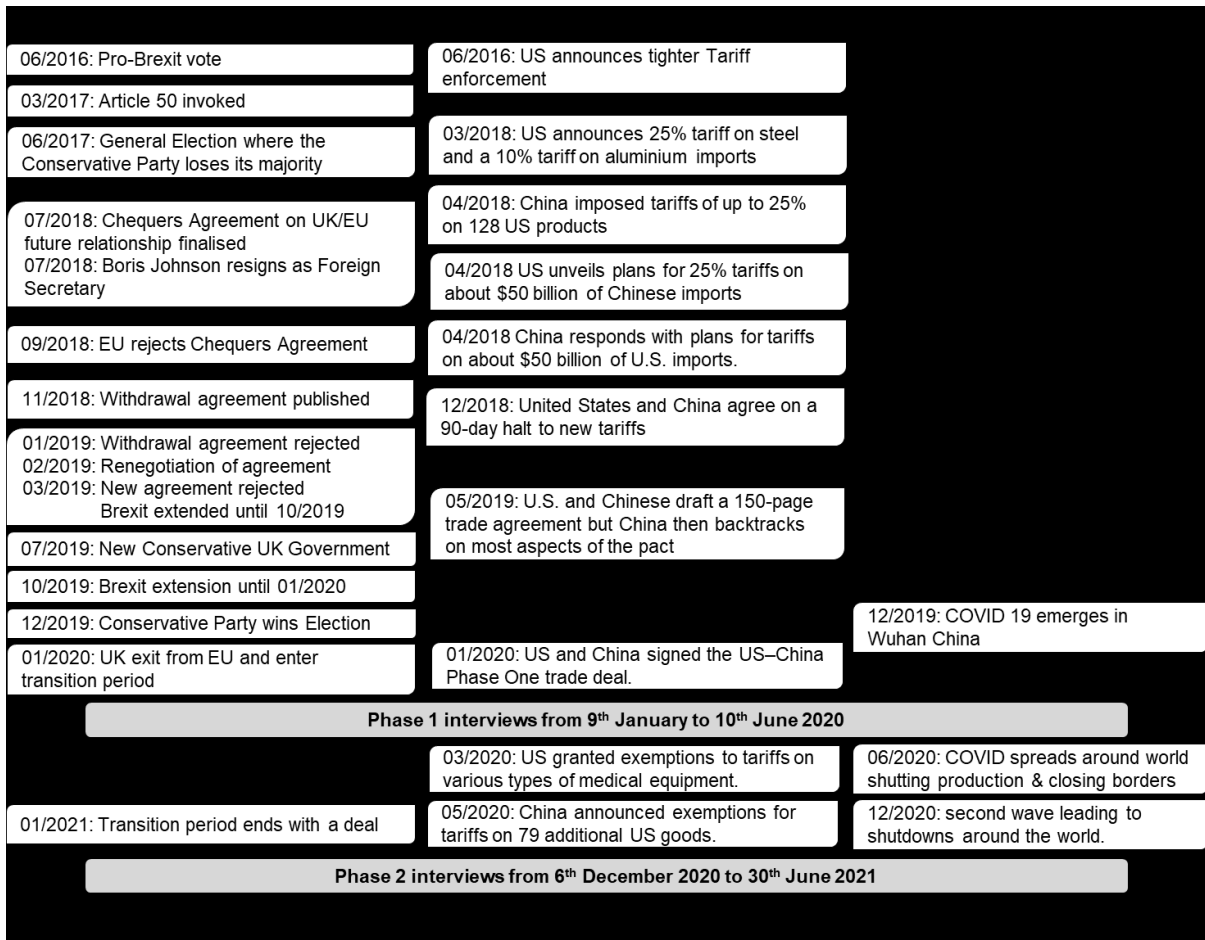 06/2016: Pro-Brexit vote
03/2017: Article 50 invoked
06/2017: General Election where the
Conservative Party loses its majority
07/2018: Chequers Agreement on UK/EU
future relationship finalised
07/2018: Boris Johnson resigns as Foreign
Secretary
09/2018: EU rejects Chequers Agreement
11/2018: Withdrawal agreement published
01/2019: Withdrawal agreement rejected
02/2019: Renegotiation of agreement
03/2019: New agreement rejected
Brexit extended until 10/2019
07/2019: New Conservative UK Government
10/2019: Brexit extension until 01/2020
12/2019: Conservative Party wins Election
01/2020: UK exit from EU and enter
transition period
06/2016: US announces tighter Tariff
enforcement
03/2018: US announces 25% tariff on steel
and a 10% tariff on aluminium imports
04/2018: China imposed tariffs of up to 25%
on 128 US products
04/2018 US unveils plans for 25% tariffs on
about $50 billion of Chinese imports
04/2018 China responds with plans for tariffs
on about $50 billion of U.S. imports.
12/2018: United States and China agree on a
90-day halt to new tariffs
05/2019: U.S. and Chinese draft a 150-page
trade agreement but China then backtracks
on most aspects of the pact
01/2020: US and China signed the US–China
Phase One trade deal.
12/2019: COVID 19 emerges in
Wuhan China
Phase 1 interviews from 9th January to 10th June 2020
01/2021: Transition period ends with a deal
03/2020: US granted exemptions to tariffs on
various types of medical equipment.
05/2020: China announced exemptions for
tariffs on 79 additional US goods.
06/2020: COVID spreads around world
shutting production & closing borders
12/2020: second wave leading to
shutdowns around the world.
Phase 2 interviews from 6th December 2020 to 30th June 2021